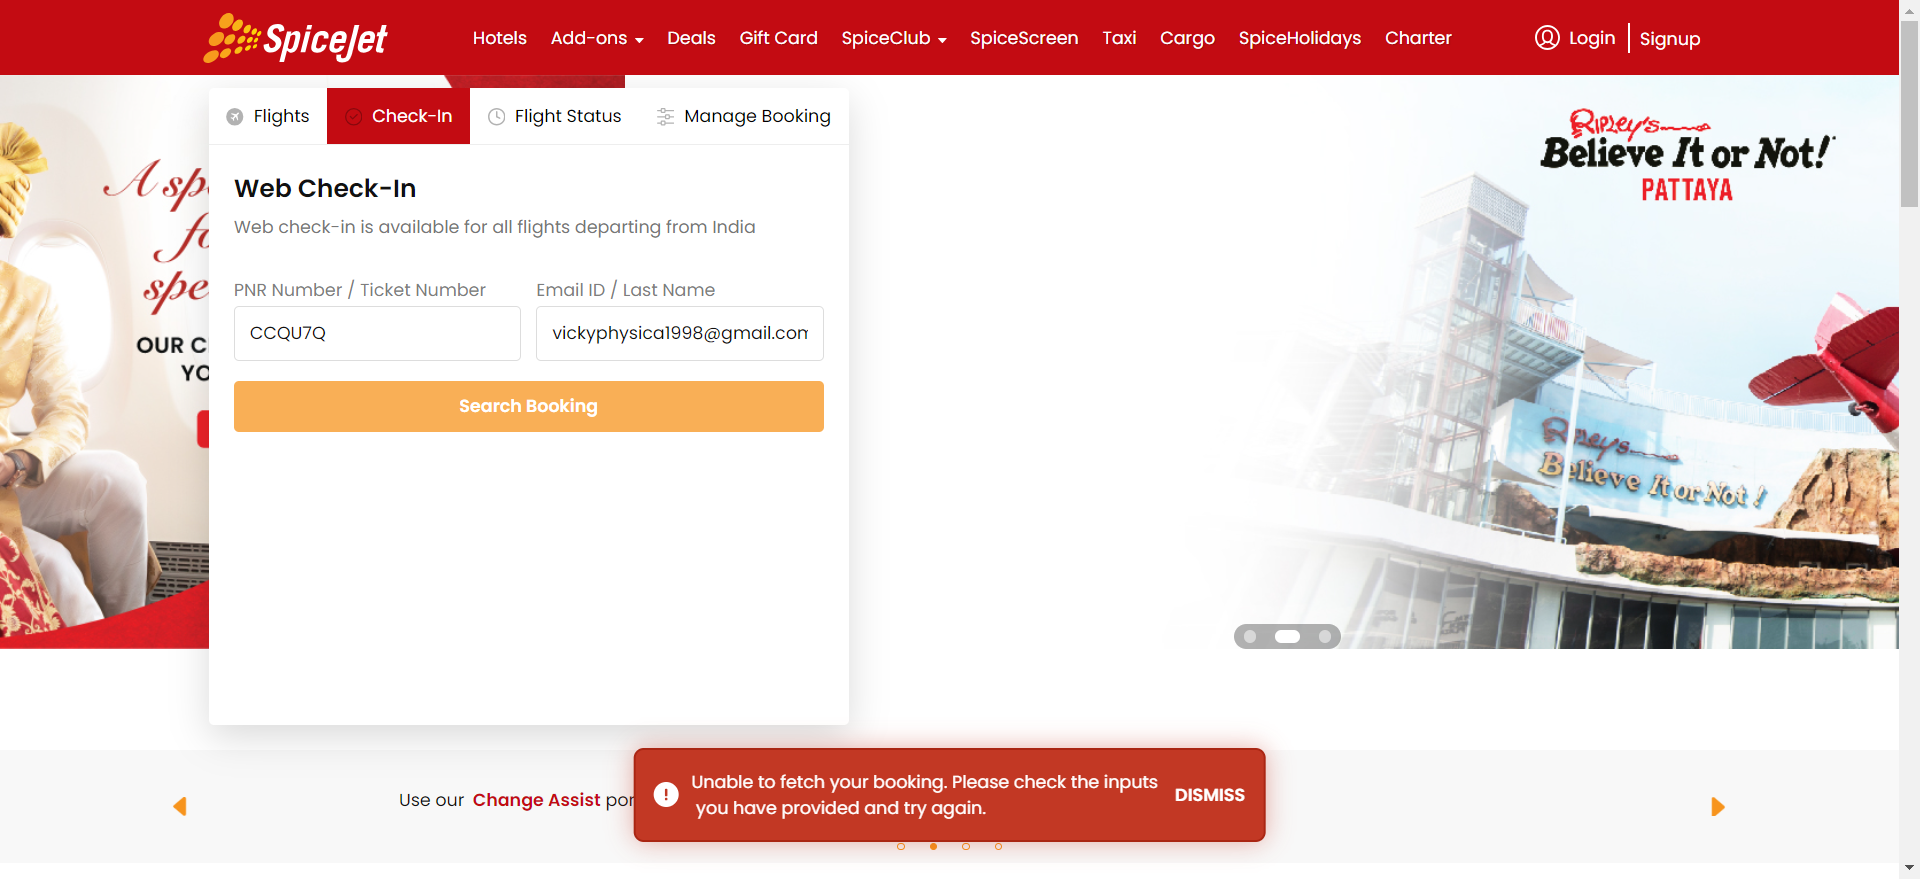 SpiceJet
Hotels
Add-ons
Deals
Gift Card
SpiceClub
SpiceScreen
Taxi
Cargo
SpiceHolidays
Charter
Login
Signup
Flights
Check-In
Flight Status
Manage Booking
Web Check-In
Web check-in is available for all flights departing from India
PNR Number / Ticket Number
Email ID / Last Name
CCQU7Q
vickyphysica1998@gmail.com
Search Booking
A sp
fo
spe
OUR C
YO
Ripley's
Believe It or Not!
PATTAYA
Ripley's
Believe It or Not!
Use our Change Assist por
Unable to fetch your booking. Please check the inputs
you have provided and try again.
DISMISS